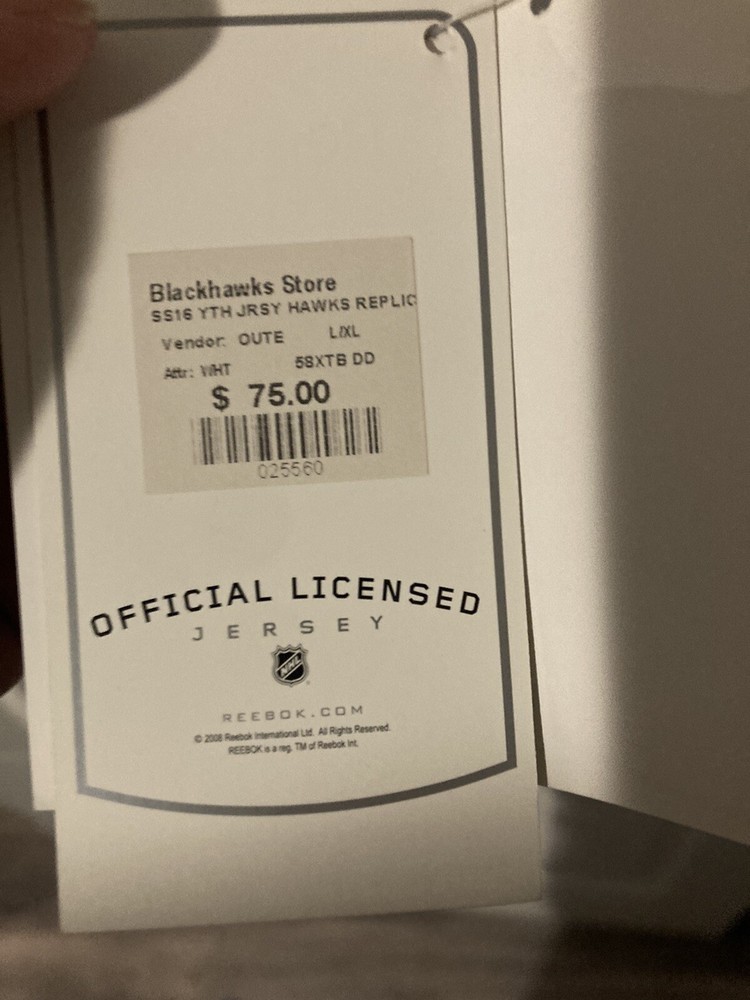 Blackhawks Store
SS16 YTH JRSY HAWKS REPLIC
Vendor: OUTE L/XL
Attr: WHT 58XTB DD
$ 75.00
025560
OFFICIAL LICENSED
JERSEY
NHL
REEBOK.COM
© 2008 Reebok International Ltd. All Rights Reserved.
REEBOK is a reg. TM of Reebok Int.